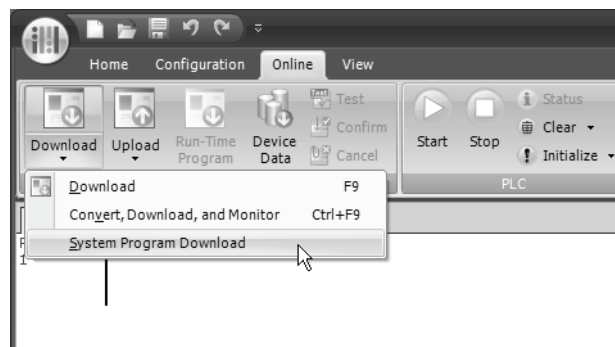 Home Configuration Online View
Test
Confirm
Cancel
Download Upload Run-Time Program Device Data
Start Stop
Status
Clear
Initialize
PLC
Download F9
Convert, Download, and Monitor Ctrl+F9
System Program Download
1